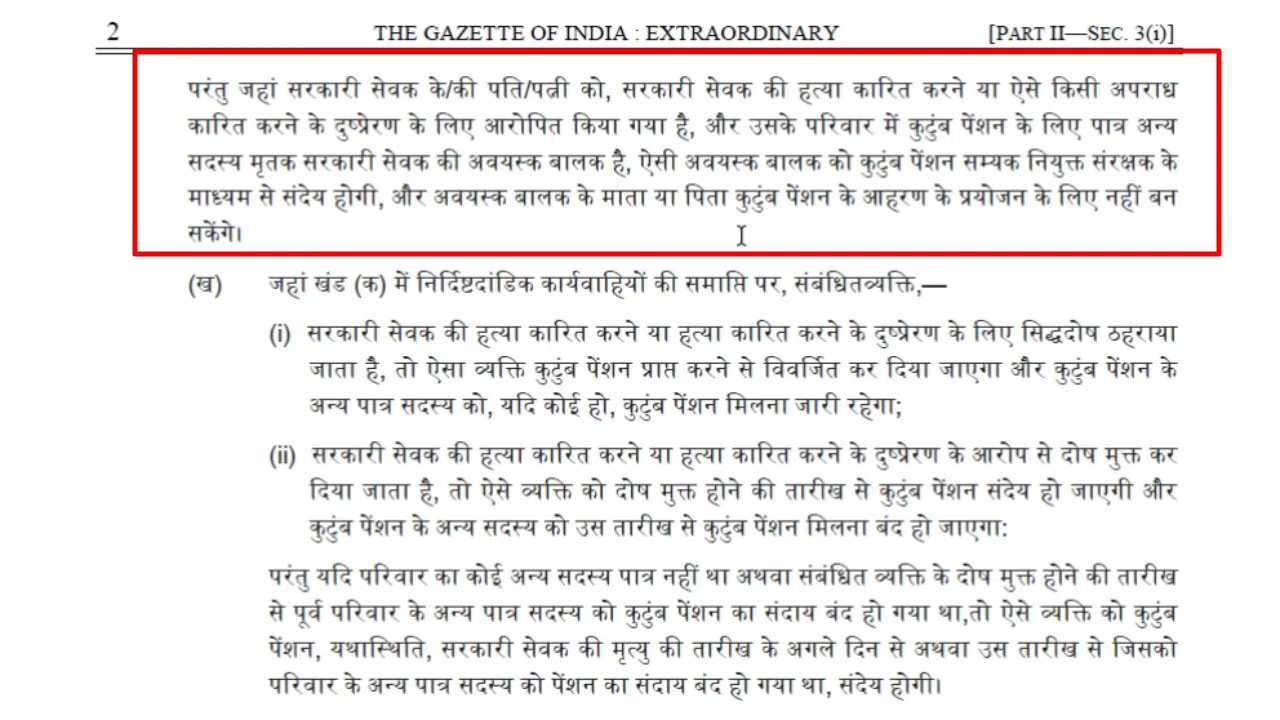 2 THE GAZETTE OF INDIA : EXTRAORDINARY [PART II—SEC. 3(i)]
परंतु जहां सरकारी सेवक के/की पति/पत्नी को, सरकारी सेवक की हत्या कारित करने या ऐसे किसी अपराध
कारित करने के दुष्प्रेरण के लिए आरोपित किया गया है, और उसके परिवार में कुटुंब पेंशन के लिए पात्र अन्य
सदस्य मृतक सरकारी सेवक की अवयस्क बालक है, ऐसी अवयस्क बालक को कुटुंब पेंशन सम्यक नियुक्त संरक्षक के
माध्यम से संदेय होगी, और अवयस्क बालक के माता या पिता कुटुंब पेंशन के आहरण के प्रयोजन के लिए नहीं बन
सकेंगे।
(ख) जहां खंड (क) में निर्दिष्टदांडिक कार्यवाहियों की समाप्ति पर, संबंधितव्यक्ति,—
(i) सरकारी सेवक की हत्या कारित करने या हत्या कारित करने के दुष्प्रेरण के लिए सिद्धदोष ठहराया
जाता है, तो ऐसा व्यक्ति कुटुंब पेंशन प्राप्त करने से विवर्जित कर दिया जाएगा और कुटुंब पेंशन के
अन्य पात्र सदस्य को, यदि कोई हो, कुटुंब पेंशन मिलना जारी रहेगा;
(ii) सरकारी सेवक की हत्या कारित करने या हत्या कारित करने के दुष्प्रेरण के आरोप से दोष मुक्त कर
दिया जाता है, तो ऐसे व्यक्ति को दोष मुक्त होने की तारीख से कुटुंब पेंशन संदेय हो जाएगी और
कुटुंब पेंशन के अन्य सदस्य को उस तारीख से कुटुंब पेंशन मिलना बंद हो जाएगा:
परंतु यदि परिवार का कोई अन्य सदस्य पात्र नहीं था अथवा संबंधित व्यक्ति के दोष मुक्त होने की तारीख
से पूर्व परिवार के अन्य पात्र सदस्य को कुटुंब पेंशन का संदाय बंद हो गया था,तो ऐसे व्यक्ति को कुटुंब
पेंशन, यथास्थिति, सरकारी सेवक की मृत्यु की तारीख के अगले दिन से अथवा उस तारीख से जिसको
परिवार के अन्य पात्र सदस्य को पेंशन का संदाय बंद हो गया था, संदेय होगी।